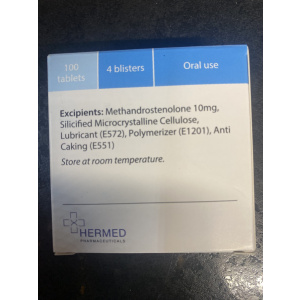 100 tablets
4 blisters
Oral use
Excipients: Methandrostenolone 10mg,
Silicified Microcrystalline Cellulose,
Lubricant (E572), Polymerizer (E1201), Anti
Caking (E551)
Store at room temperature.
HERMED
PHARMACEUTICALS